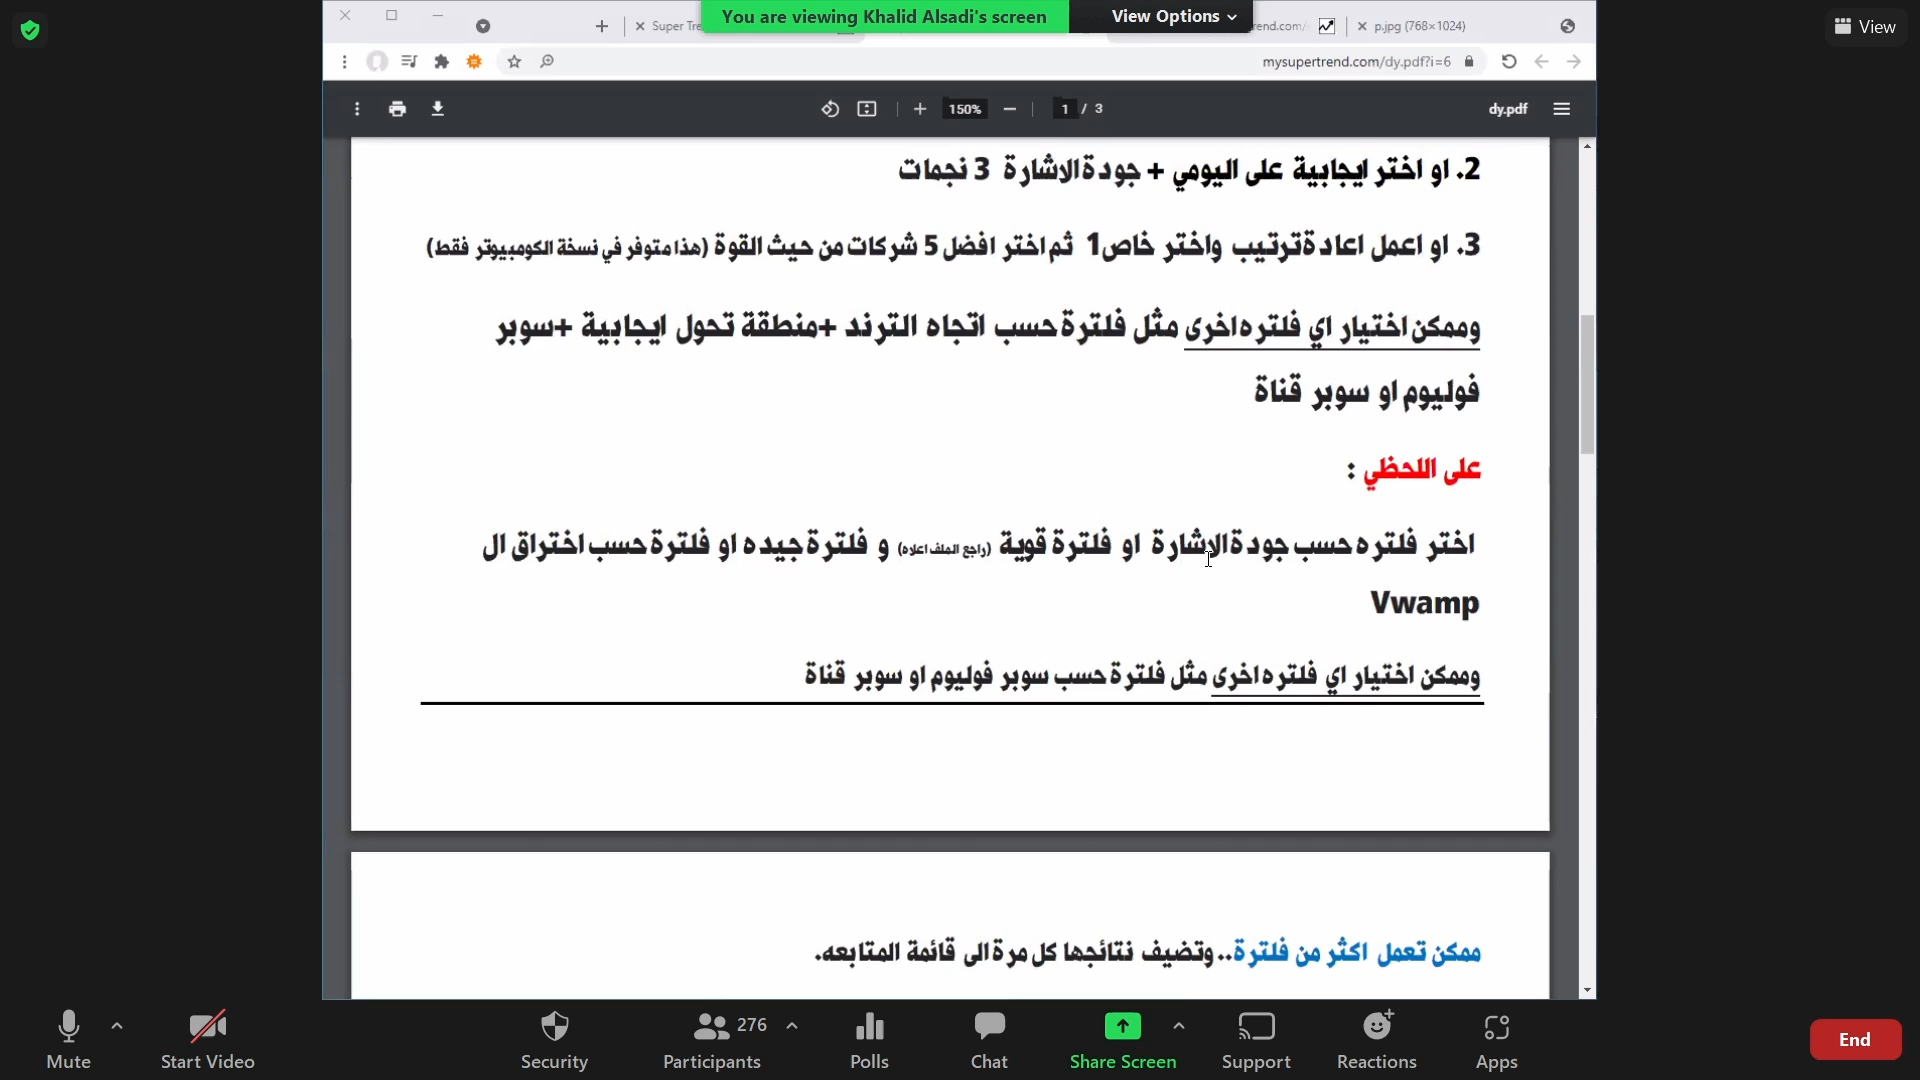 You are viewing Khalid Alsadi's screen View Options
View
Super Tre
rend.com/
p.jpg (768×1024)
mysupertrend.com/dy.pdf?i=6
150% 1 / 3 dy.pdf
2. او اختر ايجابية على اليومي + جودة الاشارة 3 نجمات
3. او اعمل اعادة ترتيب واختر خاص1 ثم اختر افضل 5 شركات من حيث القوة (هذا متوفر في نسخة الكومبيوتر فقط)
وممكن اختيار اي فلتره اخرى مثل فلترة حسب اتجاه الترند +منطقة تحول ايجابية +سوبر
فوليوم او سوبر قناة
على اللحظي :
اختر فلتره حسب جودة الاشارة او فلترة قوية (راجع الملف اعلاه) و فلترة جيده او فلترة حسب اختراق ال
Vwamp
وممكن اختيار اي فلتره اخرى مثل فلترة حسب سوبر فوليوم او سوبر قناة
ممكن تعمل اكثر من فلترة.. وتضيف نتائجها كل مرة الى قائمة المتابعه.
276
Mute Start Video Security Participants Polls Chat Share Screen Support Reactions Apps End